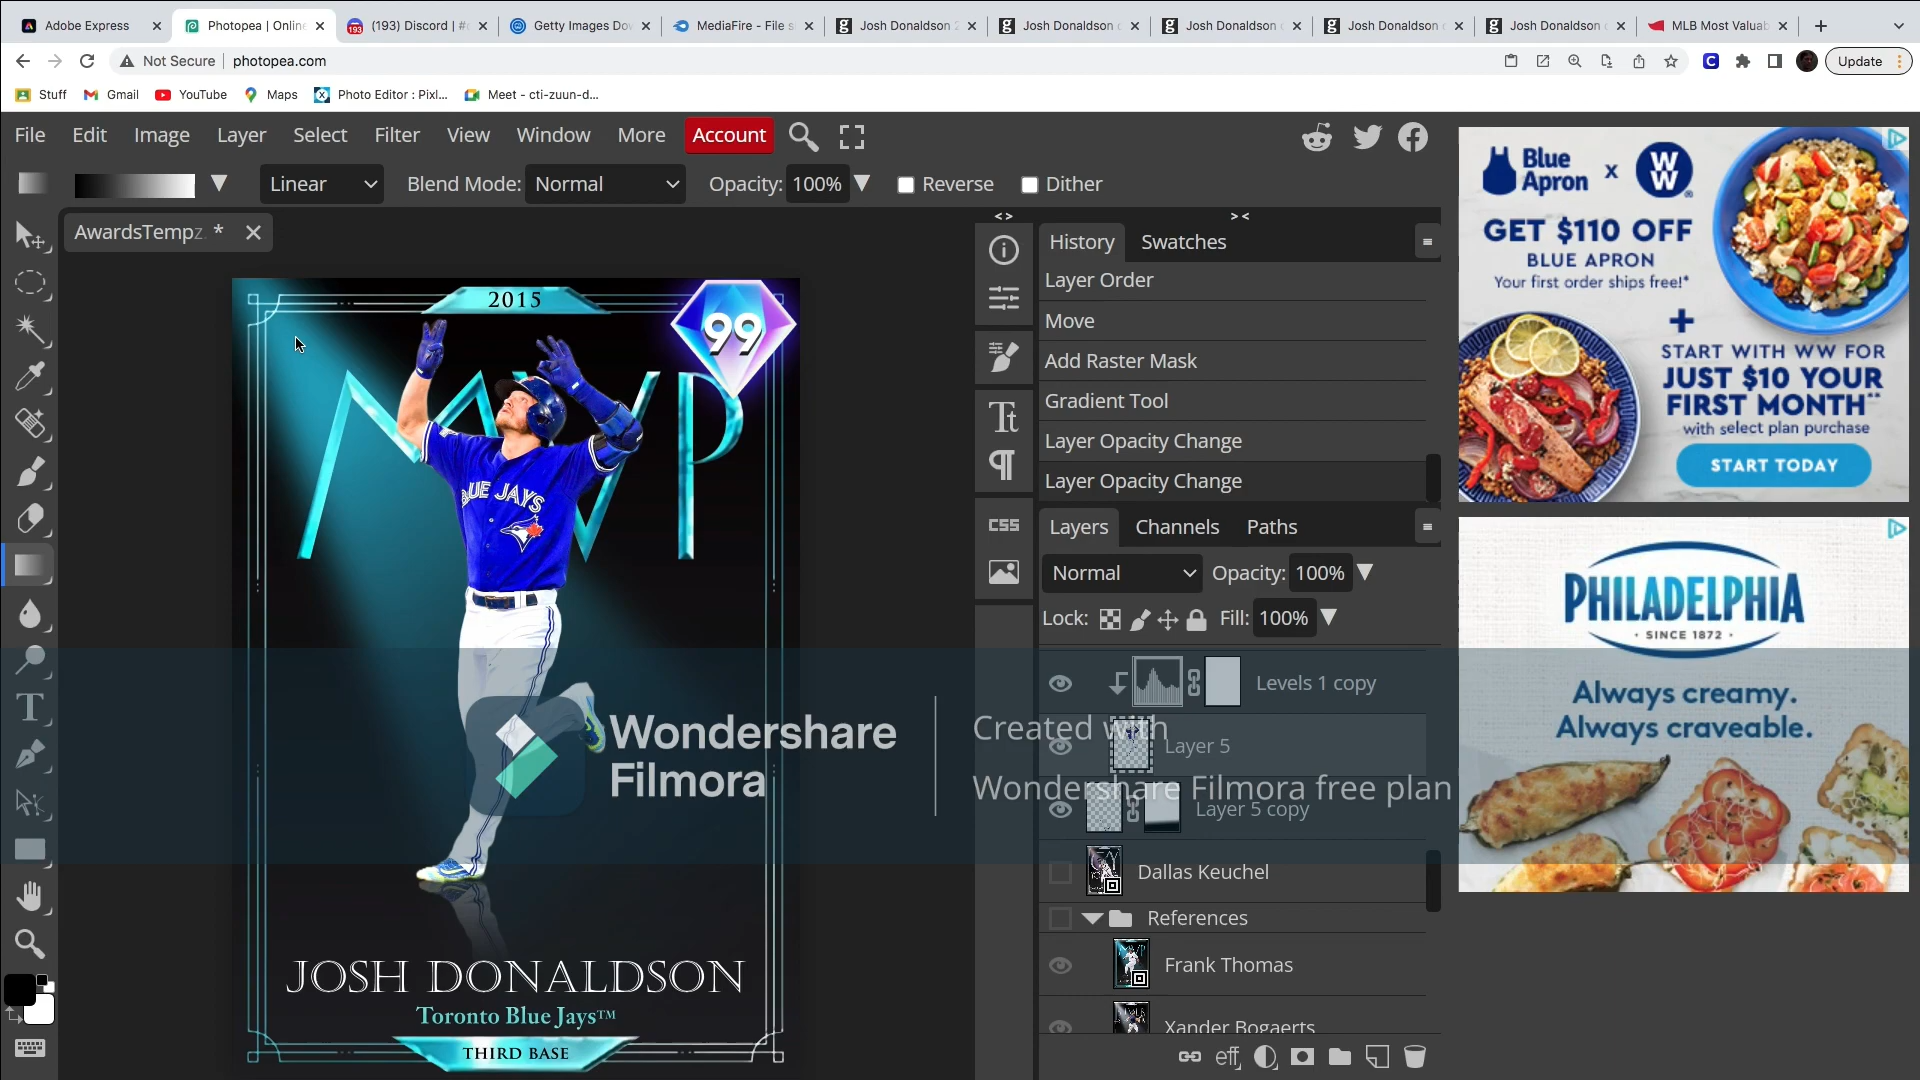 Adobe Express
Photopea | Online
(193) Discord | #
Getty Images Do
MediaFire - File s
Josh Donaldson
Josh Donaldson
Josh Donaldson
Josh Donaldson
Josh Donaldson
MLB Most Valuab
Not Secure
photopea.com
Update
Stuff
Gmail
YouTube
Maps
Photo Editor : Pixl...
Meet - cti-zuun-d...
File
Edit
Image
Layer
Select
Filter
View
Window
More
Account
Linear
Blend Mode:
Normal
Opacity:
100%
Reverse
Dither
AwardsTempz *
< >
> <
2015
99
MVP
BLUE JAYS
JOSH DONALDSON
Toronto Blue Jays™
THIRD BASE
CSS
History
Swatches
Layer Order
Move
Add Raster Mask
Gradient Tool
Layer Opacity Change
Layer Opacity Change
Layers
Channels
Paths
Normal
Opacity:
100%
Lock:
Fill:
100%
Levels 1 copy
Layer 5
Layer 5 copy
Dallas Keuchel
References
Frank Thomas
Xander Bogaerts
eff
Wondershare
Filmora
Created with
Wondershare Filmora free plan
Blue
Apron
x
W
W
GET $110 OFF
BLUE APRON
Your first order ships free!*
+
START WITH WW FOR
JUST $10 YOUR
FIRST MONTH**
with select plan purchase
START TODAY
PHILADELPHIA
· SINCE 1872 ·
Always creamy.
Always craveable.